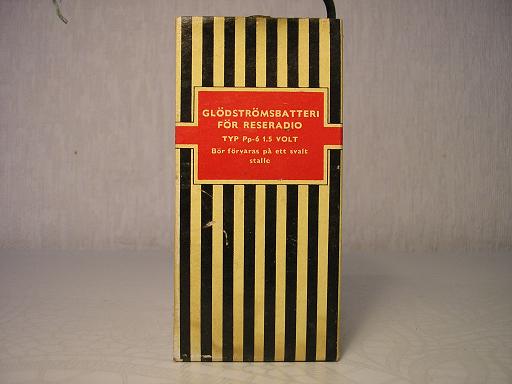 GLÖDSTRÖMSBATTERI
FÖR RESERADIO
TYP Pp-6 1.5 VOLT
Bör förvaras på ett svalt
ställe